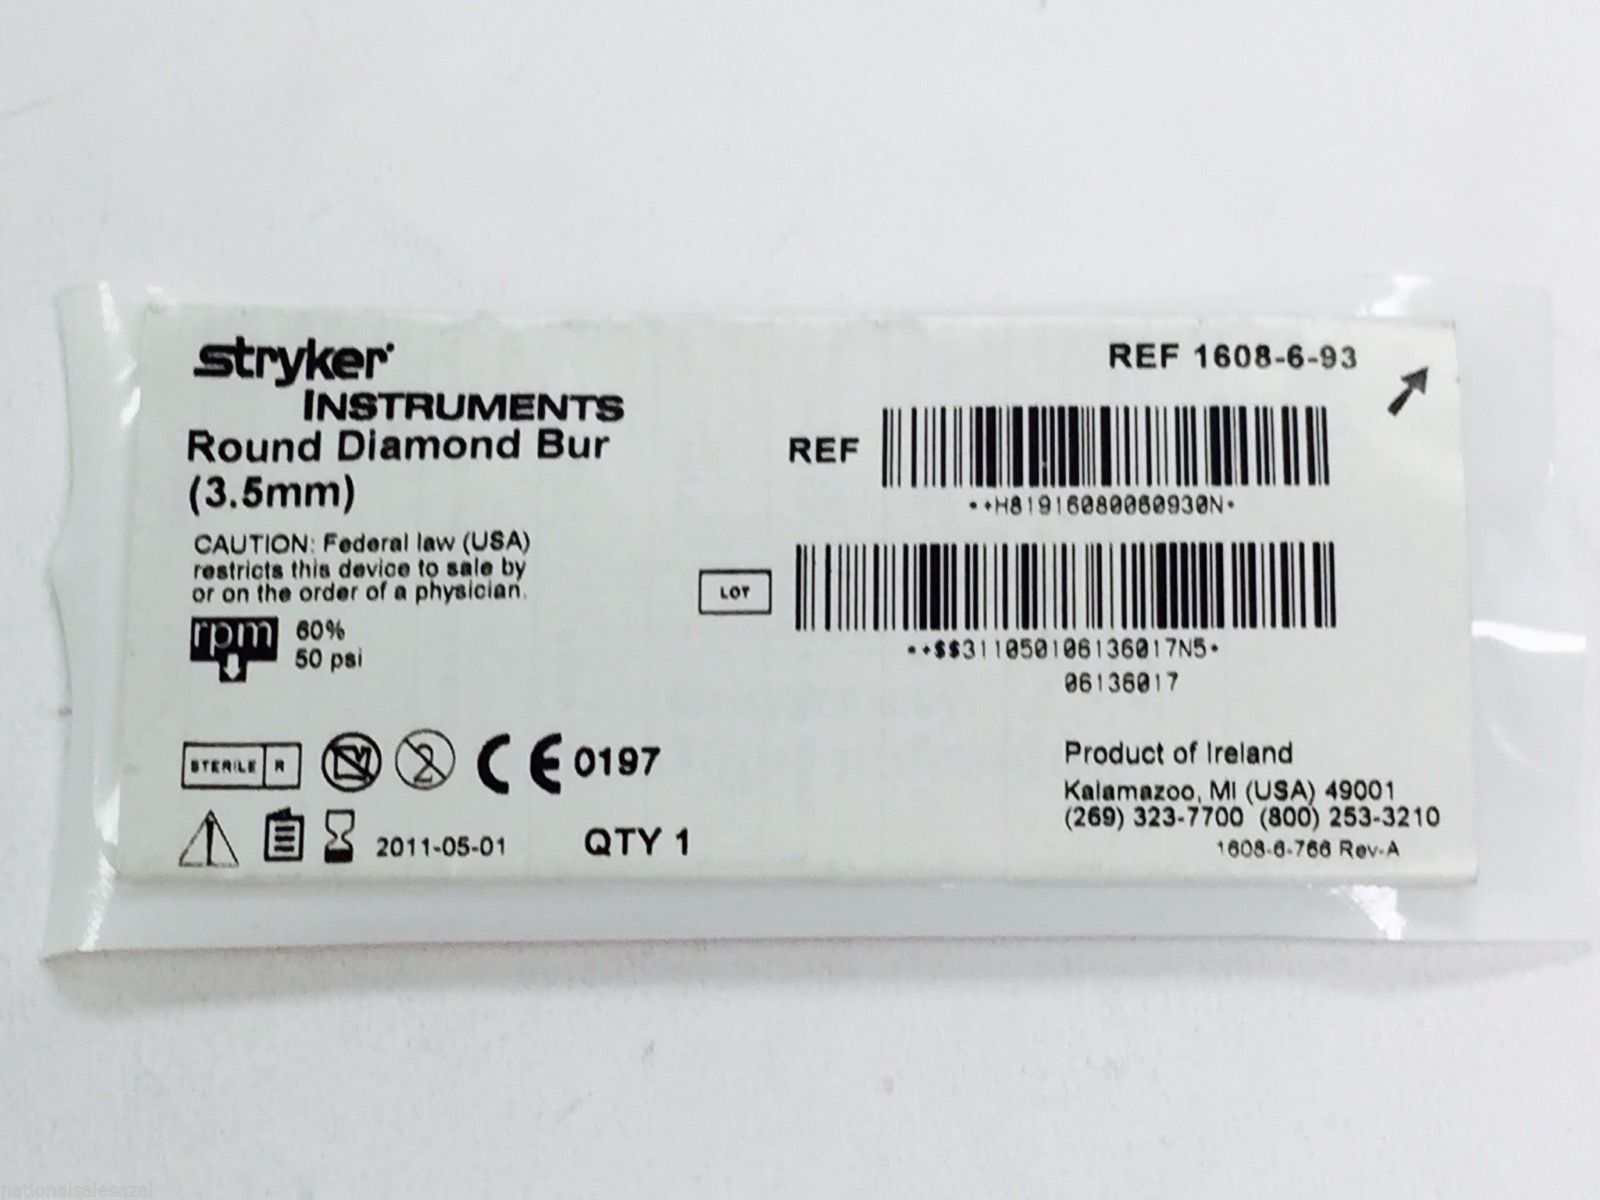 stryker
INSTRUMENTS
Round Diamond Bur
(3.5mm)
CAUTION: Federal law (USA)
restricts this device to sale by
or on the order of a physician.
rpm 60%
50 psi
STERILE R 2 CE 0197
2011-05-01 QTY 1
REF 1608-6-93
REF
*+H81916080060930N*
LOT
*+$$311050106136017N5*
06136017
Product of Ireland
Kalamazoo, MI (USA) 49001
(269) 323-7700 (800) 253-3210
1608-6-766 Rev-A
nationalsalesazal